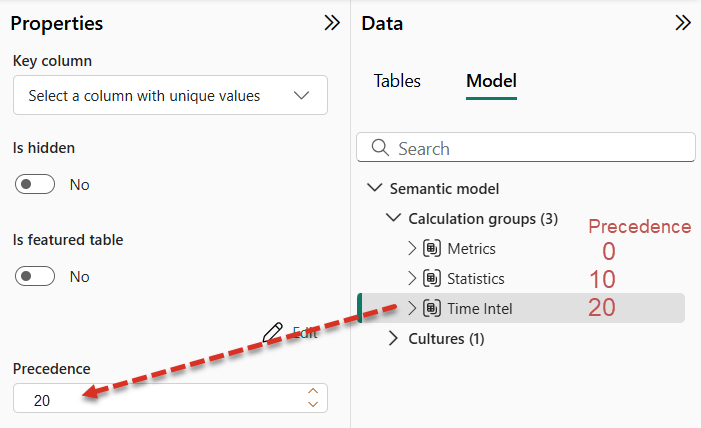 Properties
Key column
Select a column with unique values
Is hidden
No
Is featured table
No
Edit
Precedence
20
Data
Tables Model
Search
Semantic model
Calculation groups (3)
Precedence
Metrics 0
Statistics 10
Time Intel 20
Cultures (1)